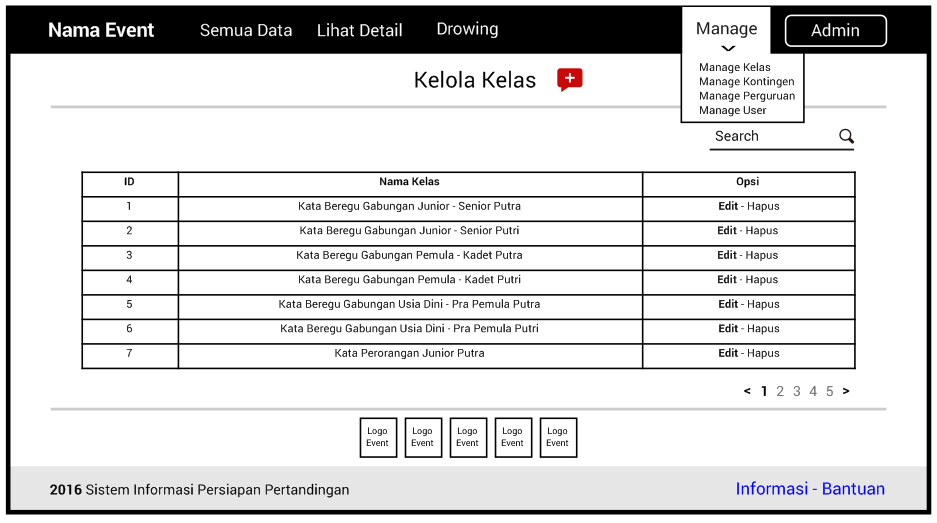 Nama Event Semua Data Lihat Detail Drowing Manage Admin
Manage Kelas
Manage Kontingen
Manage Perguruan
Manage User
Kelola Kelas +
Search
ID Nama Kelas Opsi
1 Kata Beregu Gabungan Junior - Senior Putra Edit - Hapus
2 Kata Beregu Gabungan Junior - Senior Putri Edit - Hapus
3 Kata Beregu Gabungan Pemula - Kadet Putra Edit - Hapus
4 Kata Beregu Gabungan Pemula - Kadet Putri Edit - Hapus
5 Kata Beregu Gabungan Usia Dini - Pra Pemula Putra Edit - Hapus
6 Kata Beregu Gabungan Usia Dini - Pra Pemula Putri Edit - Hapus
7 Kata Perorangan Junior Putra Edit - Hapus
< 1 2 3 4 5 >
Logo Logo Logo Logo Logo
Event Event Event Event Event
2016 Sistem Informasi Persiapan Pertandingan Informasi - Bantuan